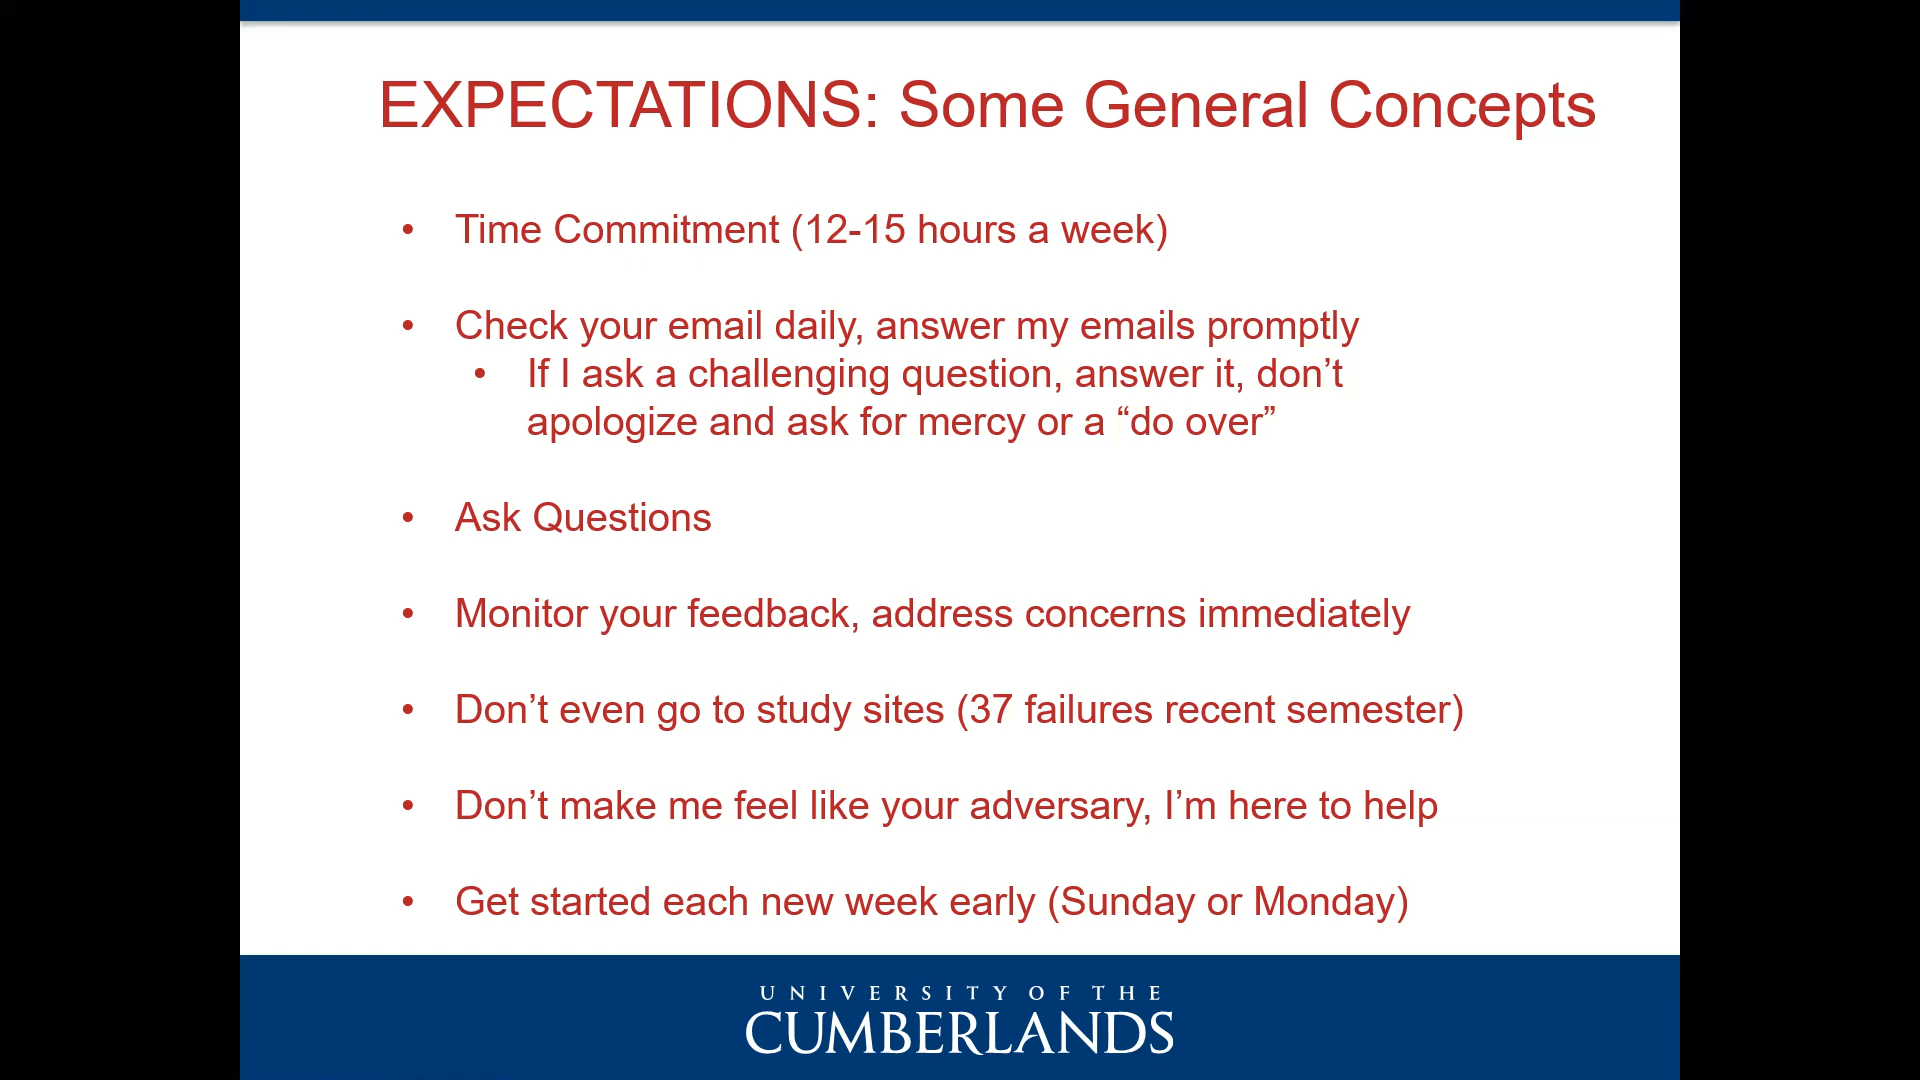 EXPECTATIONS: Some General Concepts
• Time Commitment (12-15 hours a week)
• Check your email daily, answer my emails promptly
• If I ask a challenging question, answer it, don’t
apologize and ask for mercy or a “do over”
• Ask Questions
• Monitor your feedback, address concerns immediately
• Don’t even go to study sites (37 failures recent semester)
• Don’t make me feel like your adversary, I’m here to help
• Get started each new week early (Sunday or Monday)
UNIVERSITY OF THE
CUMBERLANDS